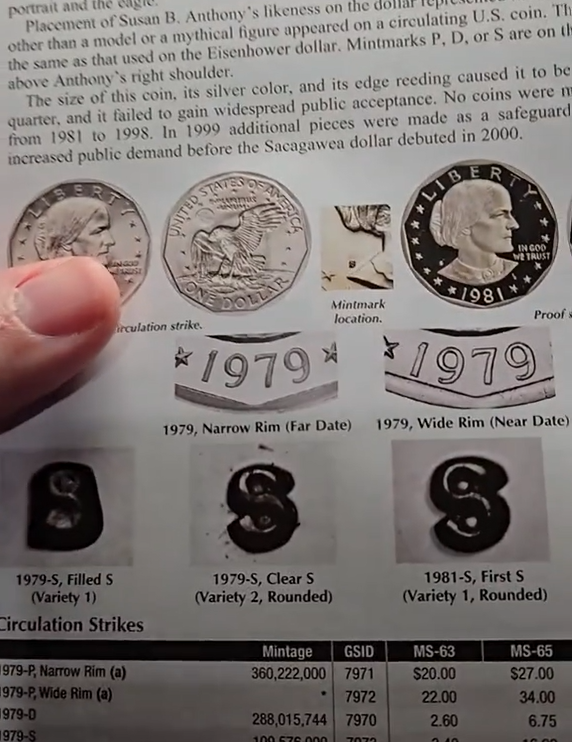 portrait and the eagle.
Placement of Susan B. Anthony's likeness on the dollar
other than a model or a mythical figure appeared on a circulating U.S. coin.
the same as that used on the Eisenhower dollar. Mintmarks P, D, or S are on
above Anthony's right shoulder.
The size of this coin, its silver color, and its edge reeding caused it to be
quarter, and it failed to gain widespread public acceptance. No coins were
from 1981 to 1998. In 1999 additional pieces were made as a safeguard
increased public demand before the Sacagawea dollar debuted in 2000.
LIBERTY
UNITED STATES OF AMERICA
ONE DOLLAR
LIBERTY
IN GOD
WE TRUST
1981
Mintmark
location.
strike.
Proof
1979
1979
1979, Narrow Rim (Far Date)
1979, Wide Rim (Near Date)
S
S
S
1979-S, Filled S
(Variety 1)
1979-S, Clear S
(Variety 2, Rounded)
1981-S, First S
(Variety 1, Rounded)
Circulation Strikes
Mintage GSID MS-63 MS-65
1979-P, Narrow Rim (a) 360,222,000 7971 $20.00 $27.00
1979-P, Wide Rim (a) * 7972 22.00 34.00
1979-D 288,015,744 7970 2.60 6.75
1979-S